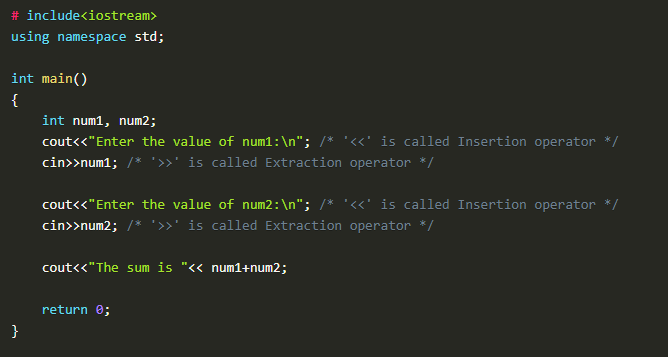 # include<iostream>
using namespace std;
int main()
{
int num1, num2;
cout<<"Enter the value of num1:\n"; /* '<<' is called Insertion operator */
cin>>num1; /* '>>' is called Extraction operator */
cout<<"Enter the value of num2:\n"; /* '<<' is called Insertion operator */
cin>>num2; /* '>>' is called Extraction operator */
cout<<"The sum is "<< num1+num2;
return 0;
}